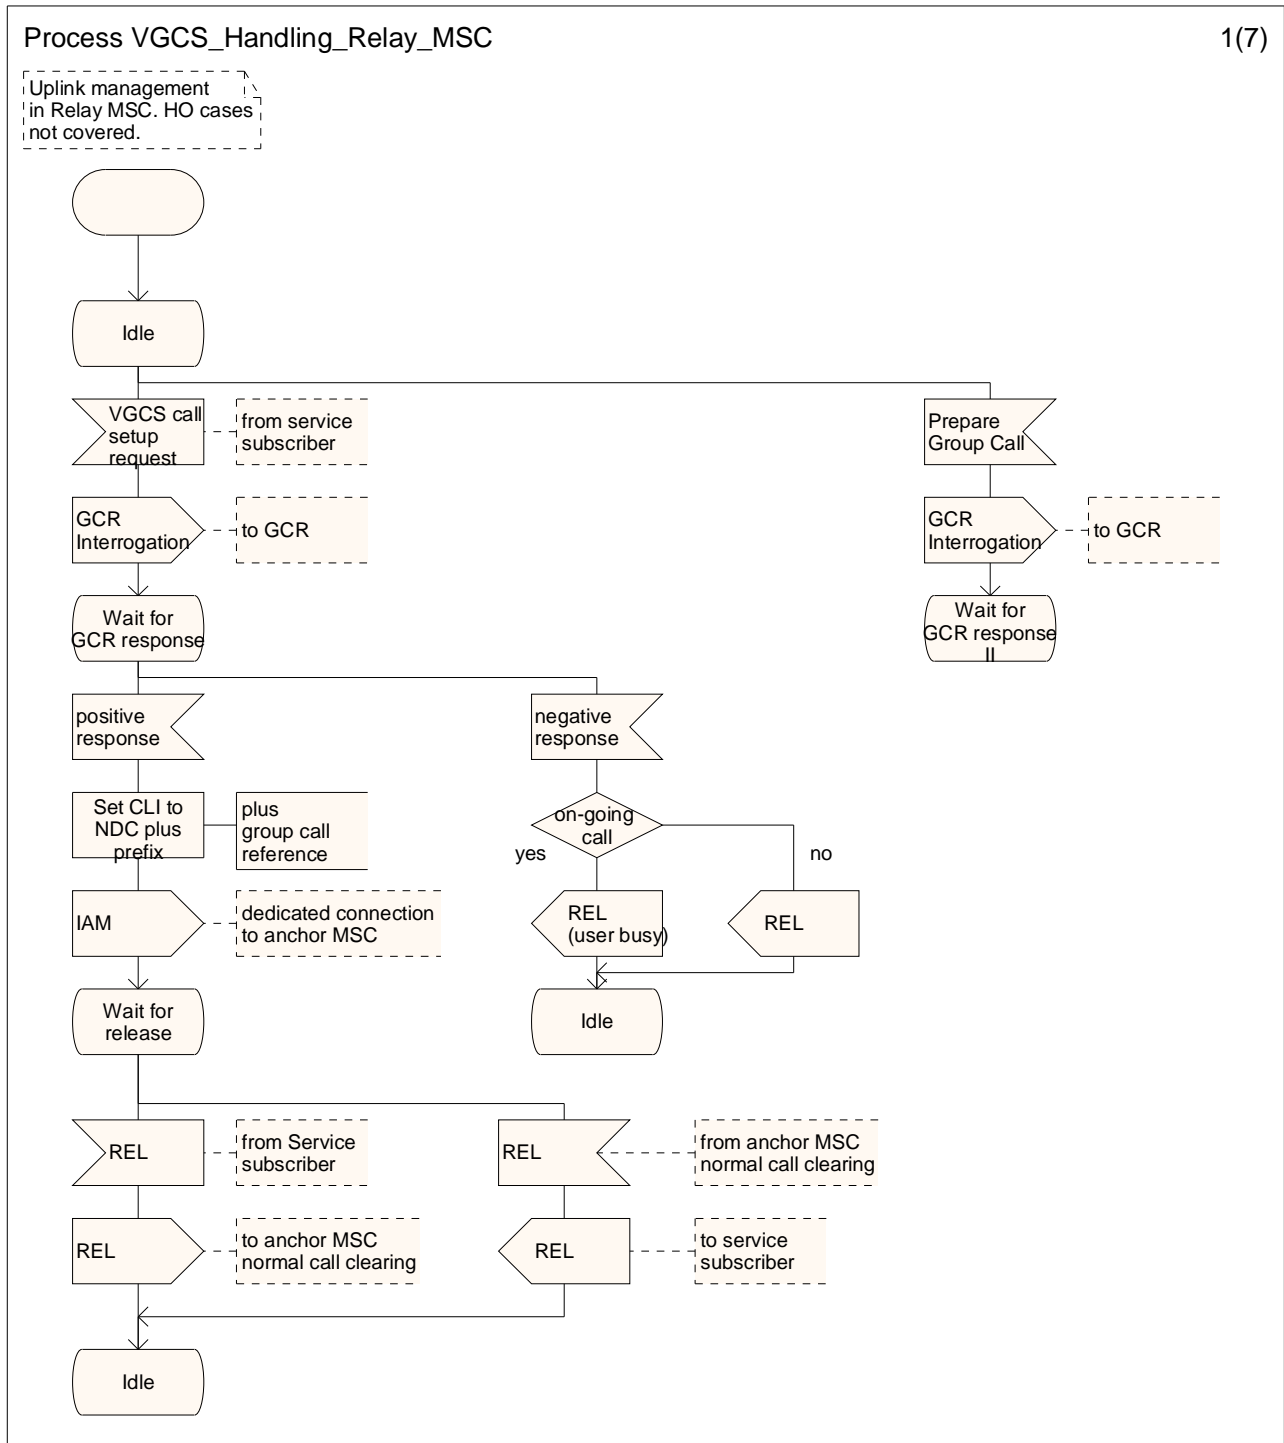 Process VGCS_Handling_Relay_MSC
1(7)
Uplink management
in Relay MSC. HO cases
not covered.
Idle
VGCS call
setup
request
from service
subscriber
Prepare
Group Call
GCR
Interrogation
to GCR
GCR
Interrogation
to GCR
Wait for
GCR response
Wait for
GCR response
II
positive
response
negative
response
Set CLI to
NDC plus
prefix
plus
group call
reference
on-going
call
yes
no
IAM
dedicated connection
to anchor MSC
REL
(user busy)
REL
Wait for
release
Idle
REL
from Service
subscriber
REL
from anchor MSC
normal call clearing
REL
to anchor MSC
normal call clearing
REL
to service
subscriber
Idle